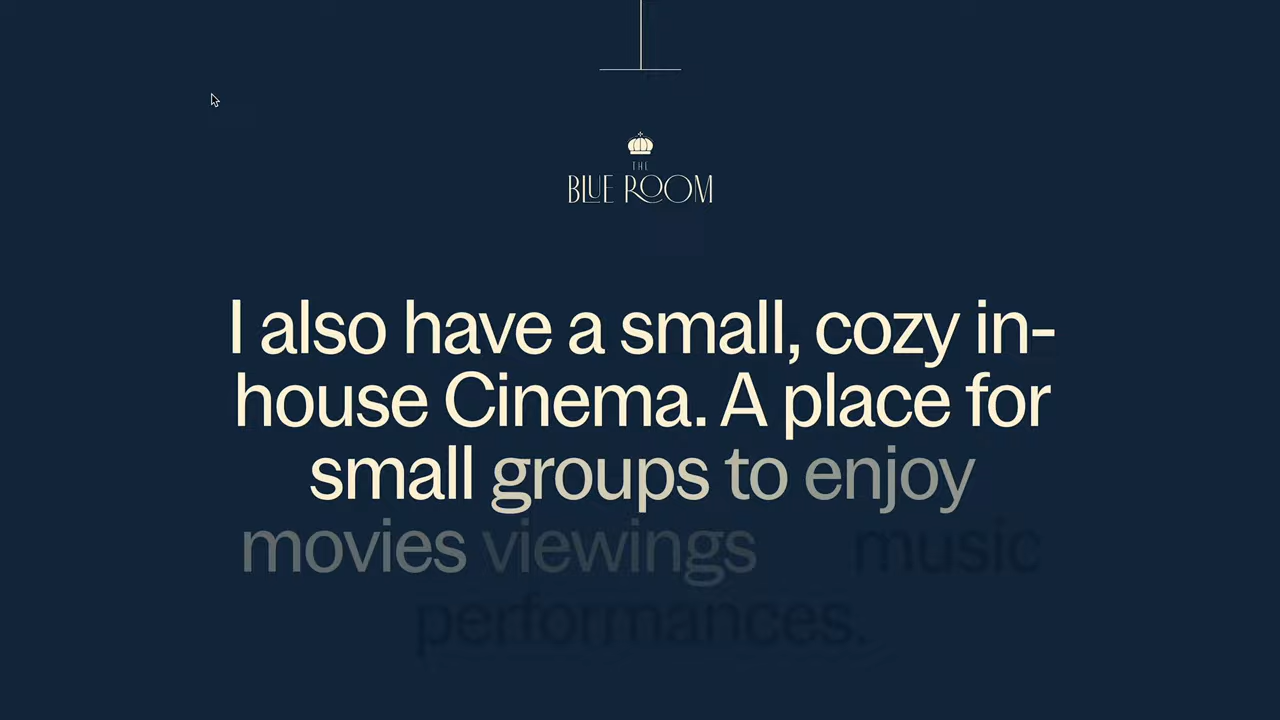 THE
BLUE ROOM
I also have a small, cozy in-
house Cinema. A place for
small groups to enjoy
movies viewings music
performances.